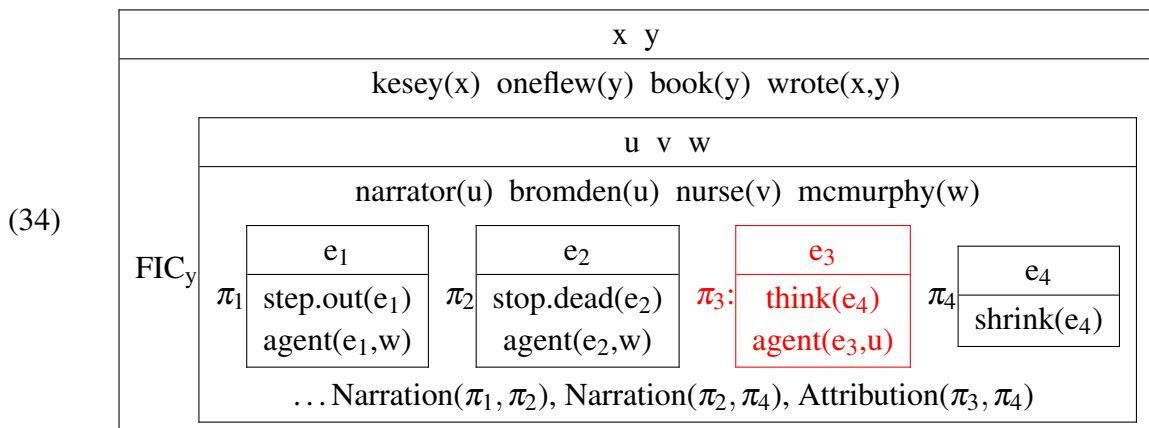 x y
kesey(x) oneflew(y) book(y) wrote(x,y)
u v w
narrator(u) bromden(u) nurse(v) mcmurphy(w)
(34)
FIC_y
π₁ e₁ π₂ e₂ π₃: e₃ π₄ e₄
step.out(e₁) stop.dead(e₂) think(e₄) shrink(e₄)
agent(e₁,w) agent(e₂,w) agent(e₃,u)
… Narration(π₁, π₂), Narration(π₂, π₄), Attribution(π₃, π₄)